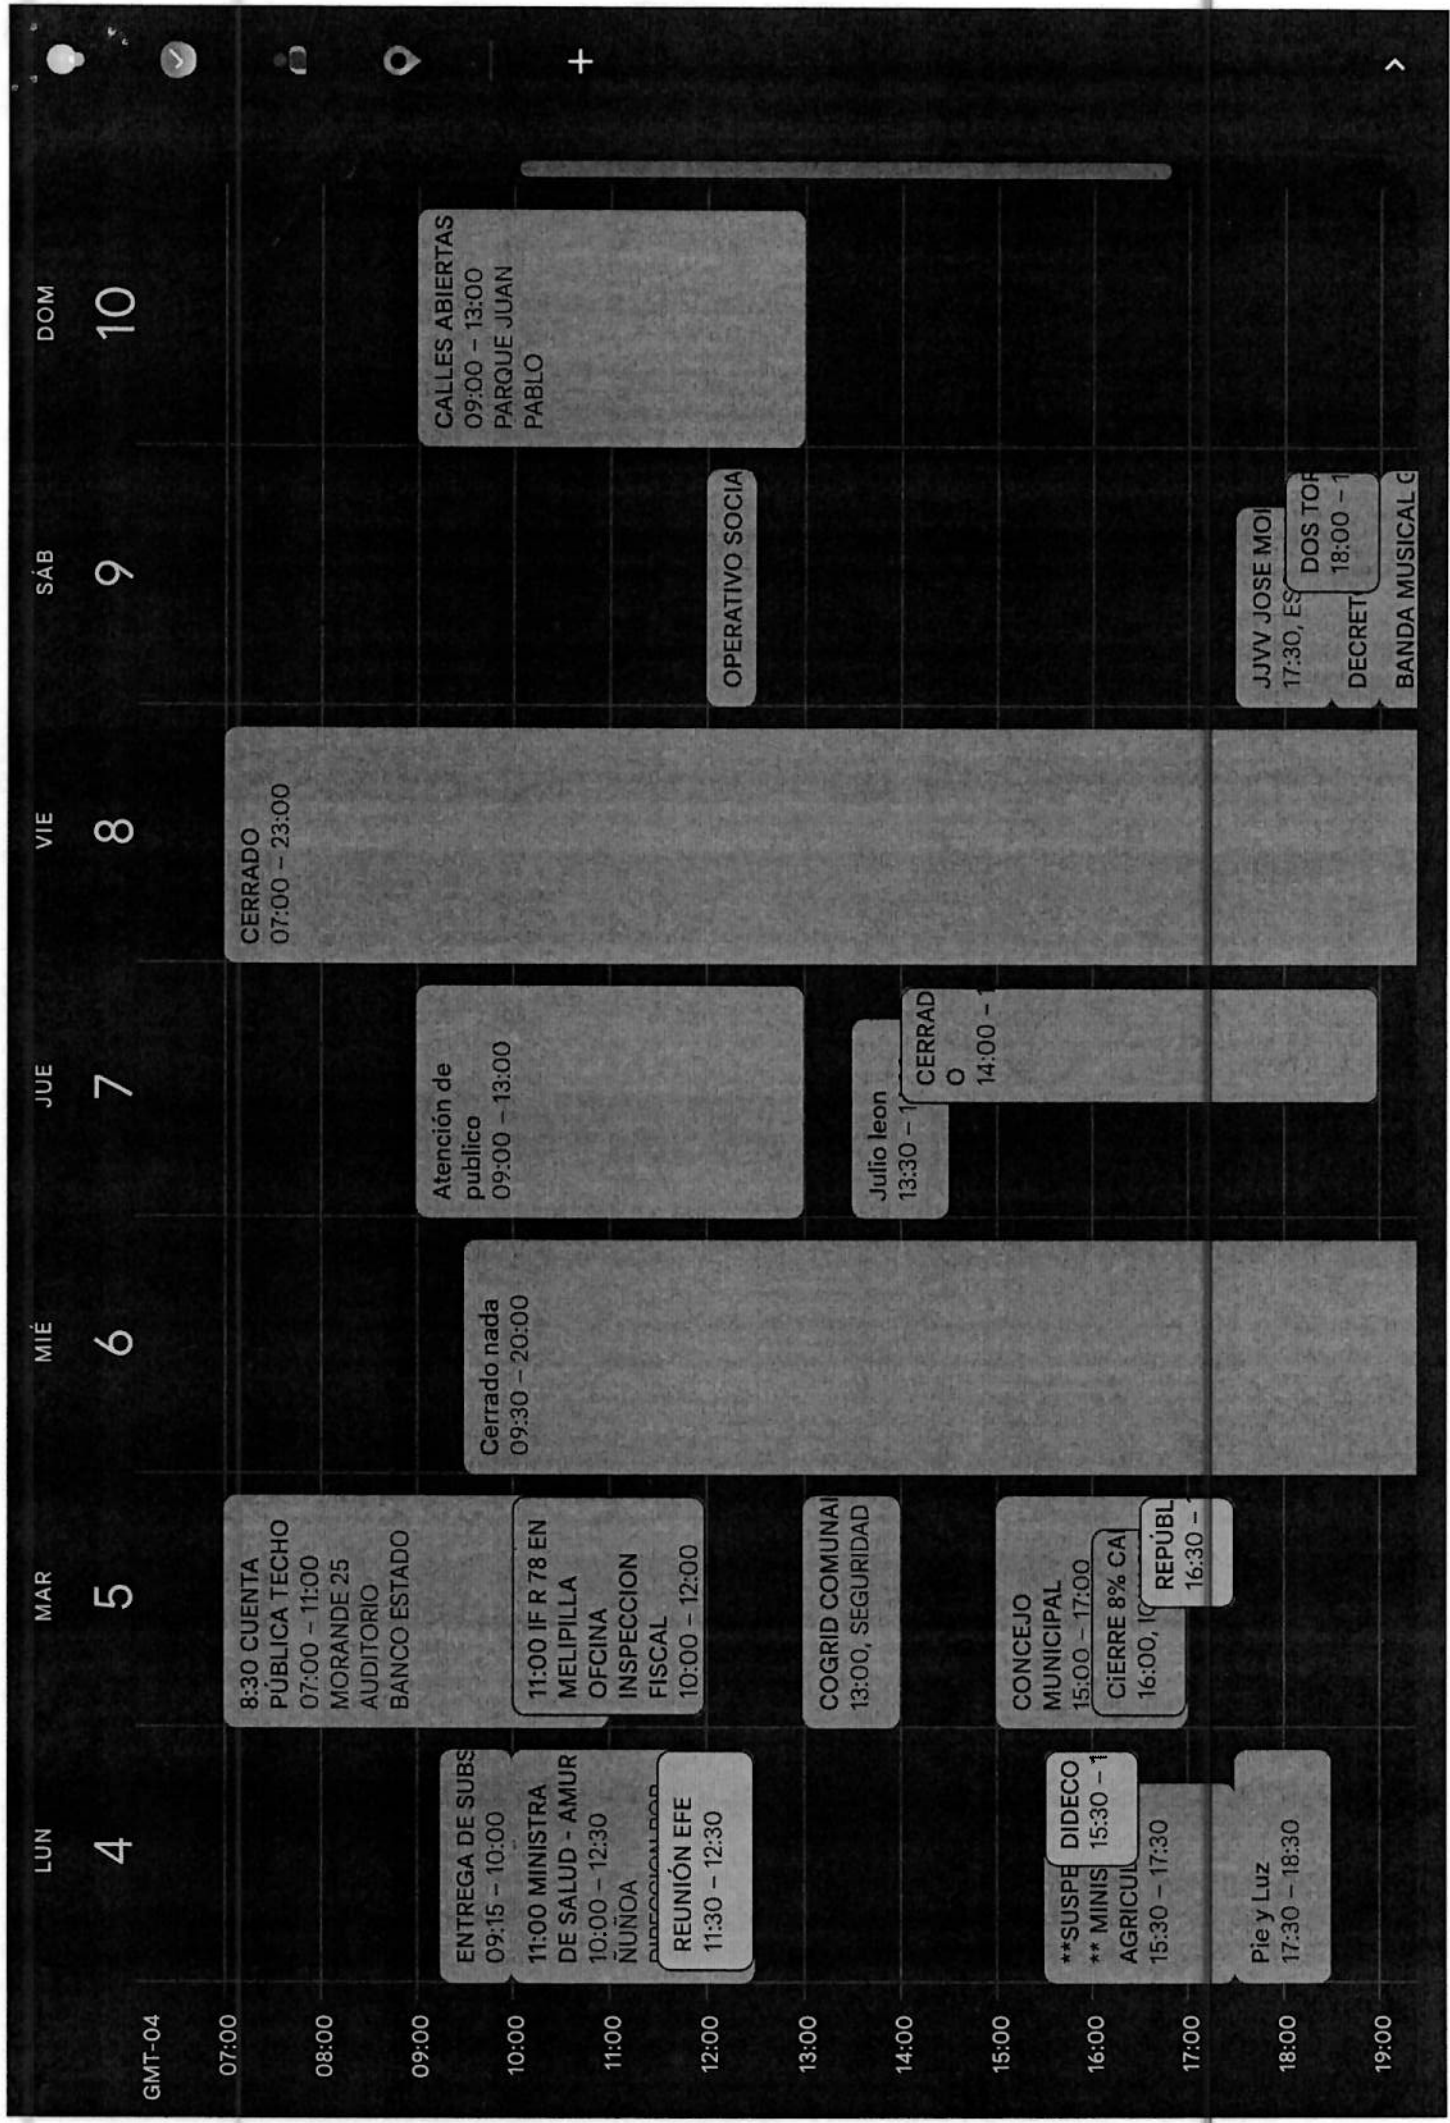 LUN
4
MAR
5
MIÉ
6
JUE
7
VIE
8
SÁB
9
DOM
10
GMT-04
07:00
08:00
09:00
10:00
11:00
12:00
13:00
14:00
15:00
16:00
17:00
18:00
19:00
ENTREGA DE SUBS
09:15 – 10:00
11:00 MINISTRA
DE SALUD - AMUR
10:00 – 12:30
ÑUÑOA
REUNIÓN EFE
11:30 – 12:30
**SUSPE
** MINIS
AGRICUL
15:30 – 17:30
DIDECO
15:30 – 1
Pie y Luz
17:30 – 18:30
8:30 CUENTA
PÚBLICA TECHO
07:00 – 11:00
MORANDE 25
AUDITORIO
BANCO ESTADO
11:00 IF R 78 EN
MELIPILLA
OFCINA
INSPECCION
FISCAL
10:00 – 12:00
COGRID COMUNAL
13:00, SEGURIDAD
CONCEJO
MUNICIPAL
15:00 – 17:00
CiERRE 8% CA
16:00,
REPÚBL
16:30 –
Cerrado nada
09:30 – 20:00
Atención de
publico
09:00 – 13:00
Julio leon
13:30 – 1
CERRAD
O
14:00 – 1
CERRADO
07:00 – 23:00
OPERATIVO SOCIA
JJVV JOSE MO
17:30, ES
DOS TOR
18:00 – 1
DECRET
BANDA MUSICAL
CALLES ABIERTAS
09:00 – 13:00
PARQUE JUAN
PABLO